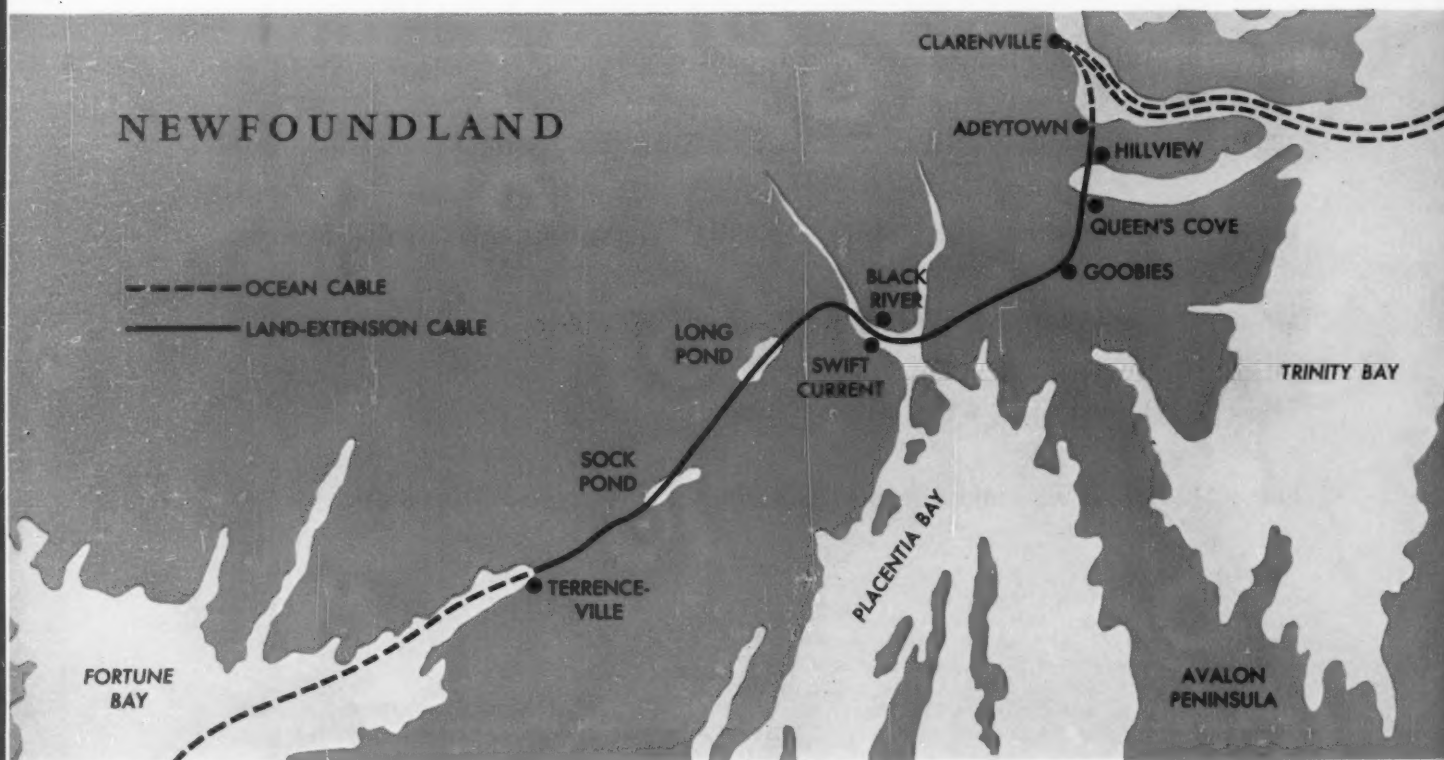 CLARENVILLE
NEWFOUNDLAND
ADEYTOWN
HILLVIEW
QUEEN'S COVE
GOOBIES
OCEAN CABLE
LAND-EXTENSION CABLE
BLACK
RIVER
LONG
POND
SWIFT
CURRENT
TRINITY BAY
SOCK
POND
PLACENTIA BAY
TERRENCE-
VILLE
FORTUNE
BAY
AVALON
PENINSULA